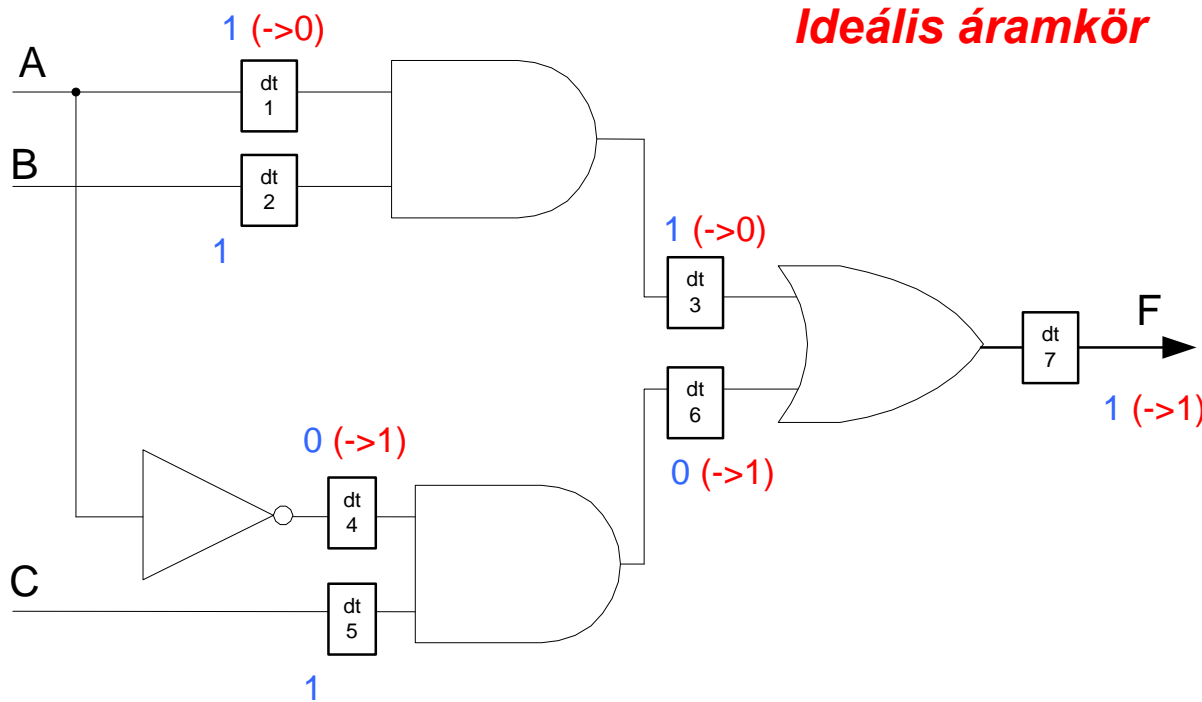 Ideális áramkör
1 (->0)
A
dt
1
B
dt
2
1
1 (->0)
dt
3
F
dt
7
dt
6
1 (->1)
0 (->1)
0 (->1)
dt
4
C
dt
5
1